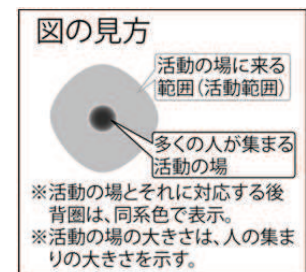 図の見方
活動の場に来る
範囲(活動範囲)
多くの人が集まる
活動の場
※活動の場とそれに対応する後
背圏は、同系色で表示。
※活動の場の大きさは、人の集ま
りの大きさを示す。